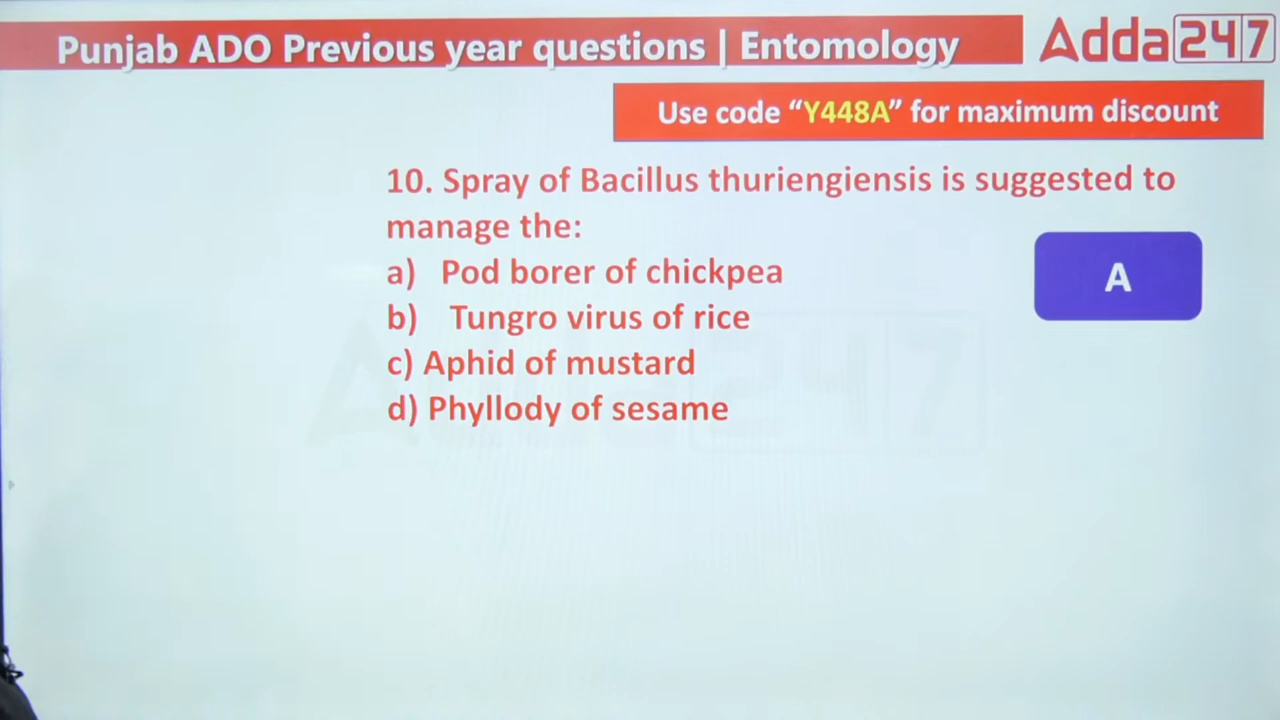 Punjab ADO Previous year questions | Entomology
Adda247
Use code “Y448A” for maximum discount
10. Spray of Bacillus thuriengiensis is suggested to
manage the:
a) Pod borer of chickpea
A
b) Tungro virus of rice
c) Aphid of mustard
d) Phyllody of sesame
Adda247